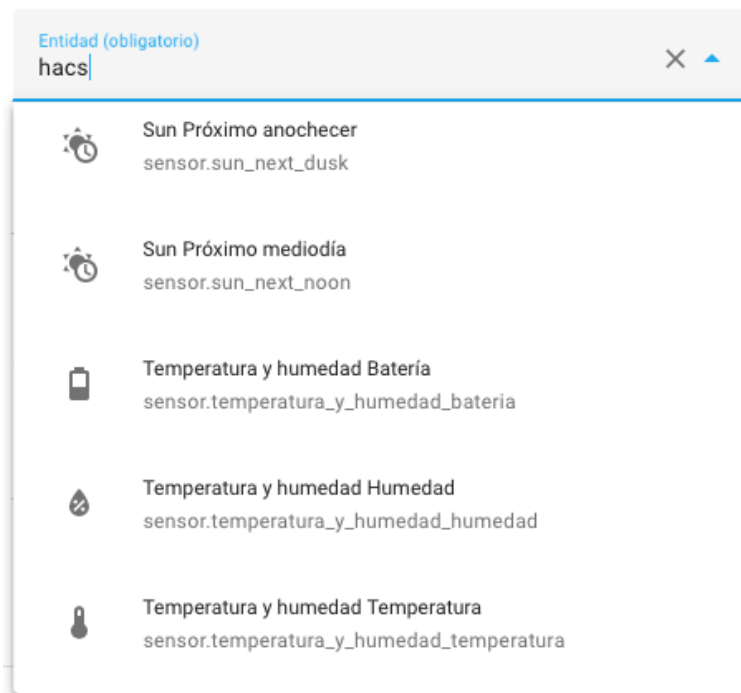 Entidad (obligatorio)
hacs
Sun Próximo anochecer
sensor.sun_next_dusk
Sun Próximo mediodía
sensor.sun_next_noon
Temperatura y humedad Batería
sensor.temperatura_y_humedad_bateria
Temperatura y humedad Humedad
sensor.temperatura_y_humedad_humedad
Temperatura y humedad Temperatura
sensor.temperatura_y_humedad_temperatura